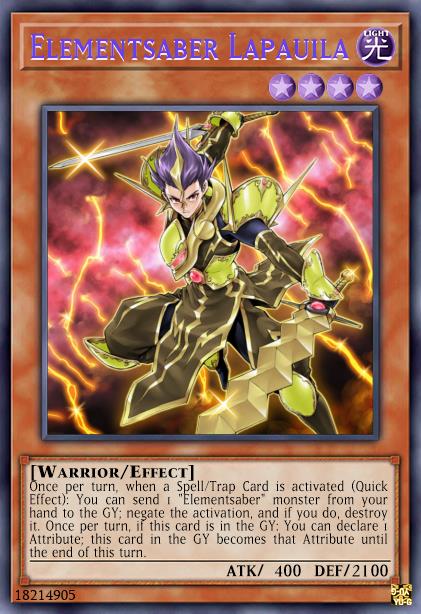 Elementsaber Lapauila
LIGHT
光
[Warrior/Effect]
Once per turn, when a Spell/Trap Card is activated (Quick
Effect): You can send 1 "Elementsaber" monster from your
hand to the GY; negate the activation, and if you do, destroy
it. Once per turn, if this card is in the GY: You can declare 1
Attribute; this card in the GY becomes that Attribute until
the end of this turn.
ATK/ 400 DEF/2100
18214905